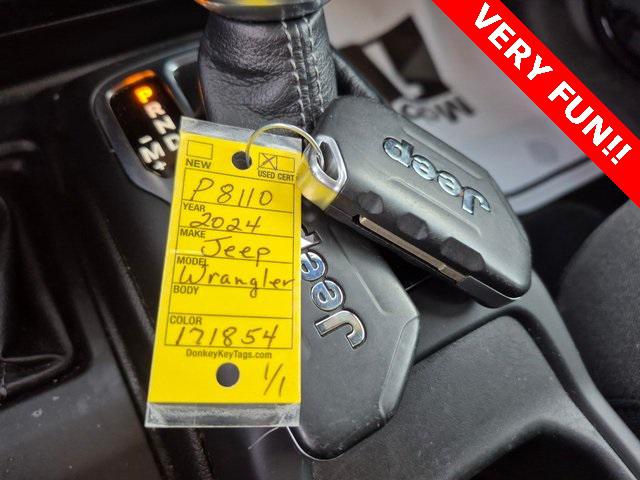 VERY FUN!!
P
R
N
D
- M +
NEW
USED CERT
P8110
YEAR
2024
MAKE
Jeep
MODEL
Wrangler
BODY
COLOR
171854
DonkeyKeyTags.com
1/1
Jeep
Jeep